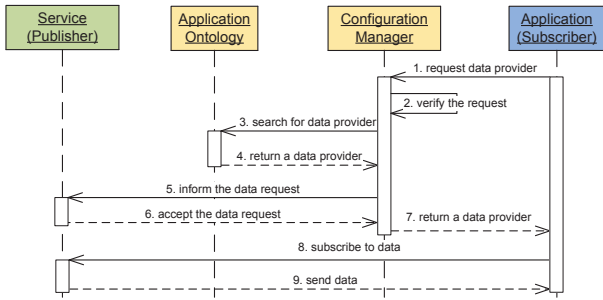 Service
(Publisher)
Application
Ontology
Configuration
Manager
Application
(Subscriber)
1. request data provider
2. verify the request
3. search for data provider
4. return a data provider
5. inform the data request
6. accept the data request
7. return a data provider
8. subscribe to data
9. send data